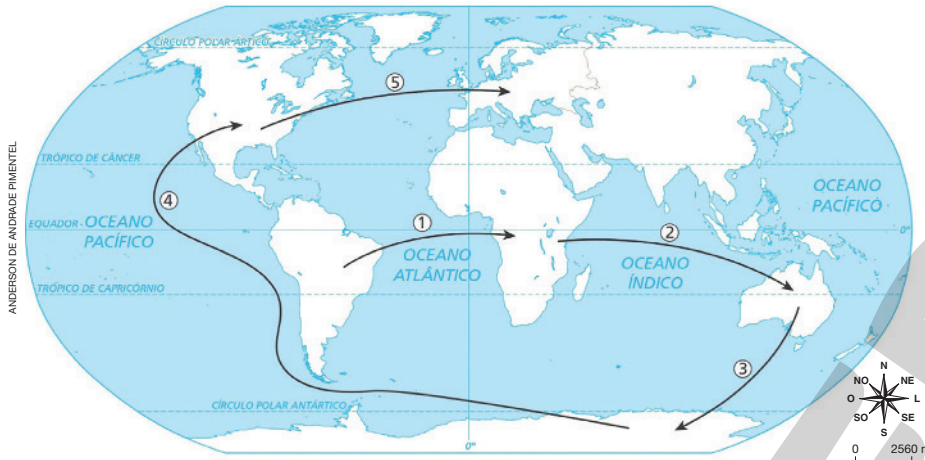 CÍRCULO POLAR ÁRTICO
5
ANDERSON DE ANDRADE PIMENTEL
TRÓPICO DE CÂNCER
4
OCEANO
PACÍFICO
EQUADOR
OCEANO
PACÍFICO
1
2
0°
OCEANO
ATLÂNTICO
OCEANO
ÍNDICO
TRÓPICO DE CAPRICÓRNIO
3
N
NO NE
O L
SO SE
S
CÍRCULO POLAR ANTÁRTICO
0°
0 2560